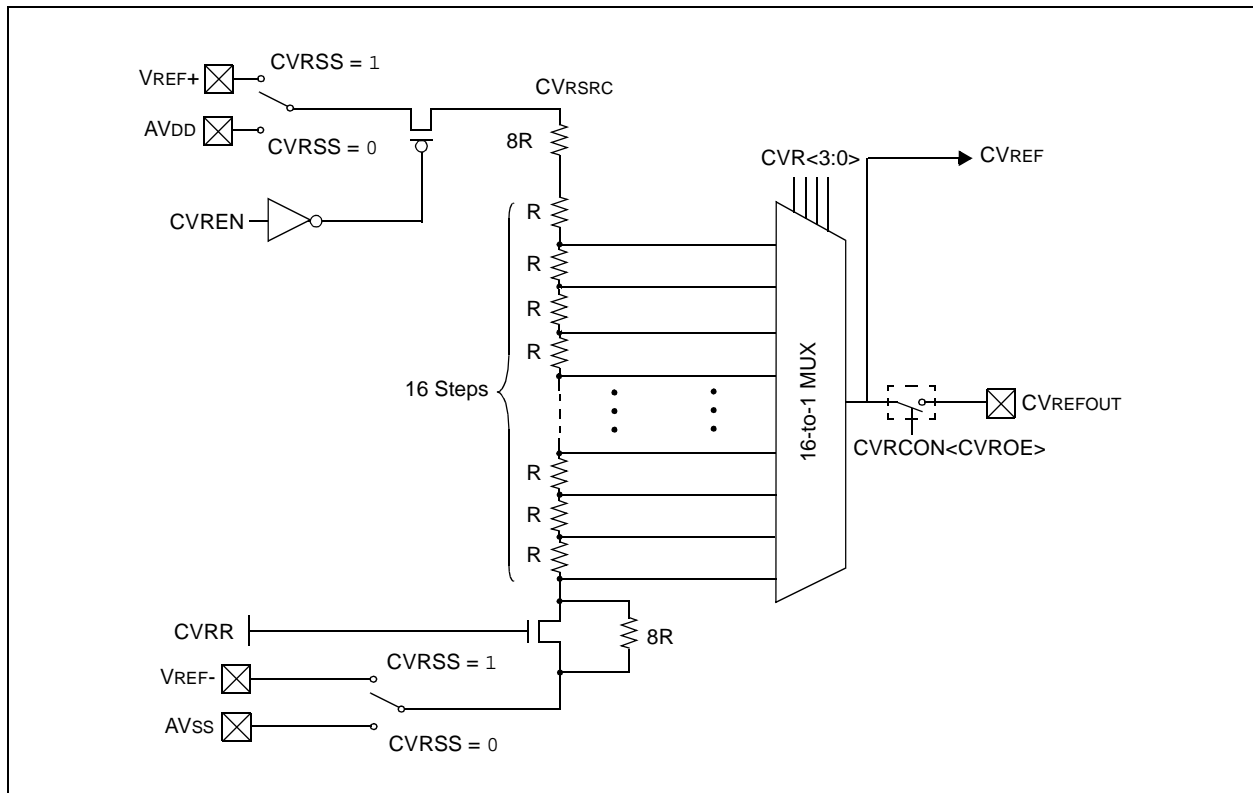 CVRSS = 1
VREF+
CVRSRC
AVDD
8R
CVRSS = 0
CVR<3:0>
CVREF
CVREN
R
R
R
R
16 Steps
16-to-1 MUX
CVREFOUT
CVRCON<CVROE>
R
R
R
CVRR
8R
CVRSS = 1
VREF-
AVSS
CVRSS = 0